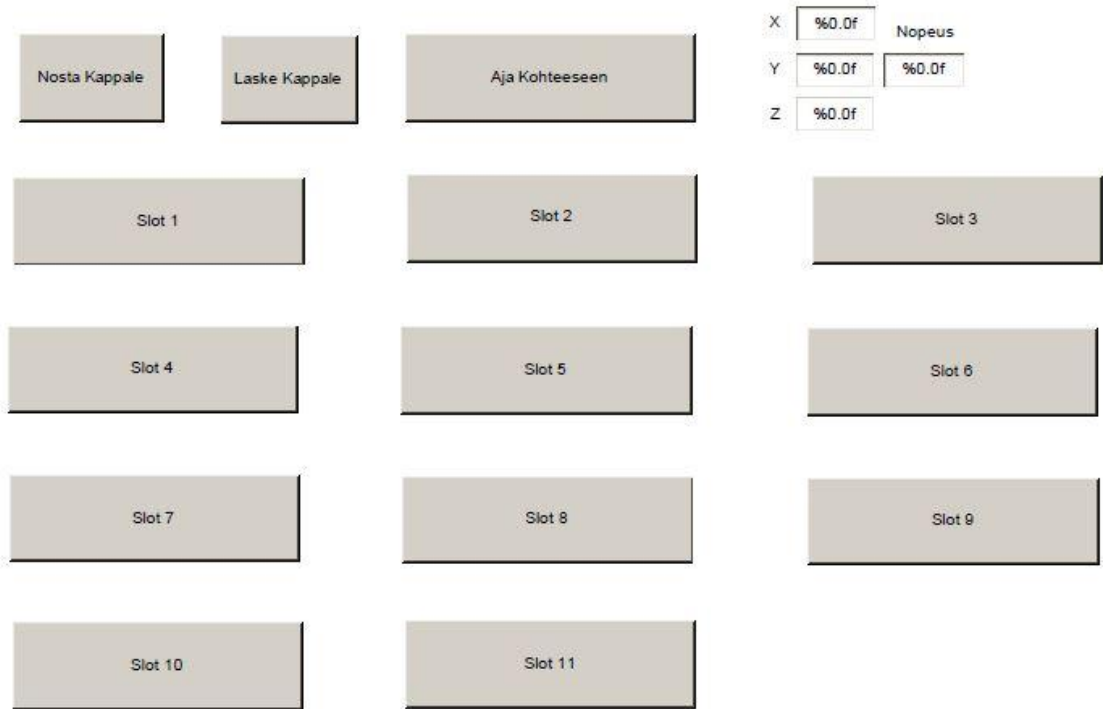 Nosta Kappale
Laske Kappale
Aja Kohteeseen
X %0.0f
Nopeus
Y %0.0f %0.0f
Z %0.0f
Slot 1
Slot 2
Slot 3
Slot 4
Slot 5
Slot 6
Slot 7
Slot 8
Slot 9
Slot 10
Slot 11